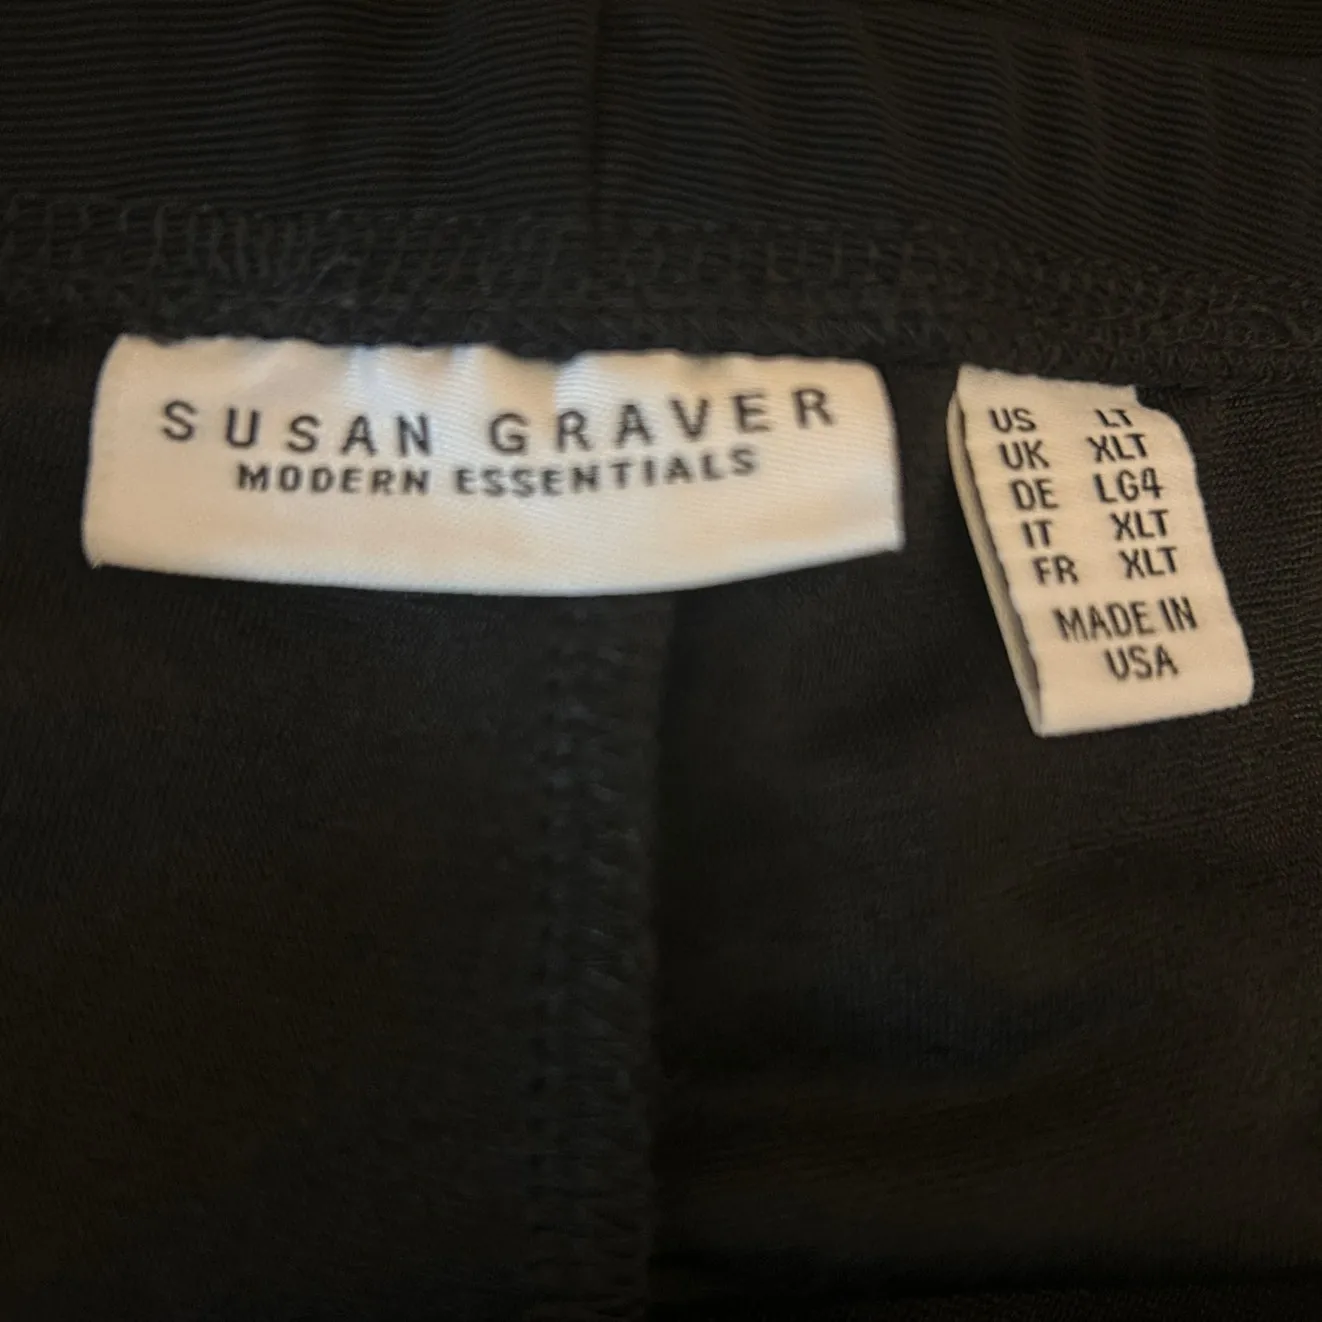 SUSAN GRAVER
MODERN ESSENTIALS
US LT
UK XLT
DE LG4
IT XLT
FR XLT
MADE IN
USA